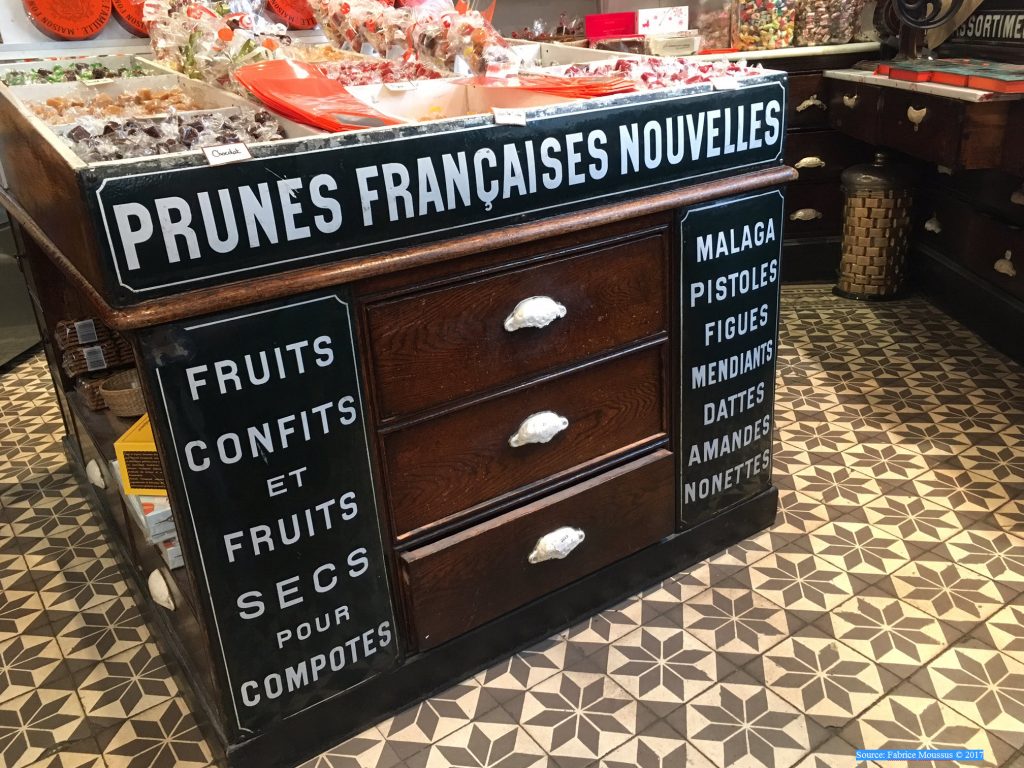 ASSORTIME
Chocolat
PRUNES FRANÇAISES NOUVELLES
FRUITS
CONFITS
ET
FRUITS
SECS
POUR
COMPOTES
MALAGA
PISTOLES
FIGUES
MENDIANTS
DATTES
AMANDES
NONETTES
Source: Fabrice Moussus © 2017